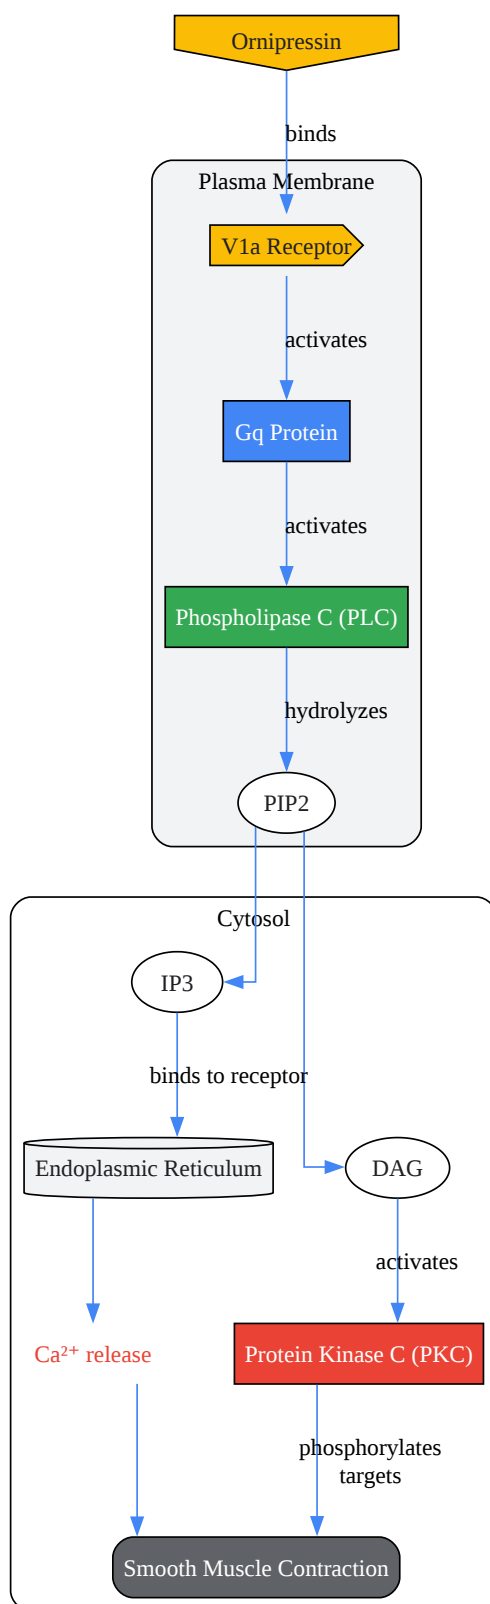 Ornipressin
binds
Plasma Membrane
V1a Receptor
activates
Gq Protein
activates
Phospholipase C (PLC)
hydrolyzes
PIP2
Cytosol
IP3
binds to receptor
Endoplasmic Reticulum
DAG
activates
Ca²⁺ release
Protein Kinase C (PKC)
phosphorylates
targets
Smooth Muscle Contraction